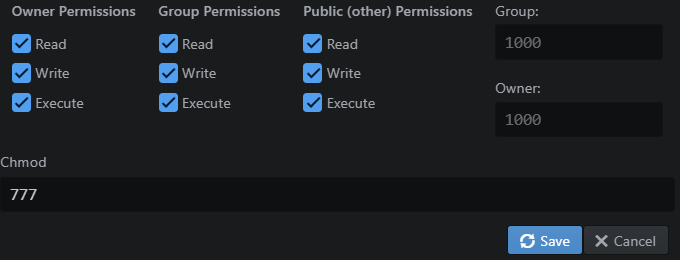 Owner Permissions Group Permissions Public (other) Permissions Group:
Read Read Read 1000
Write Write Write
Owner:
Execute Execute Execute 1000
Chmod
777
Save Cancel